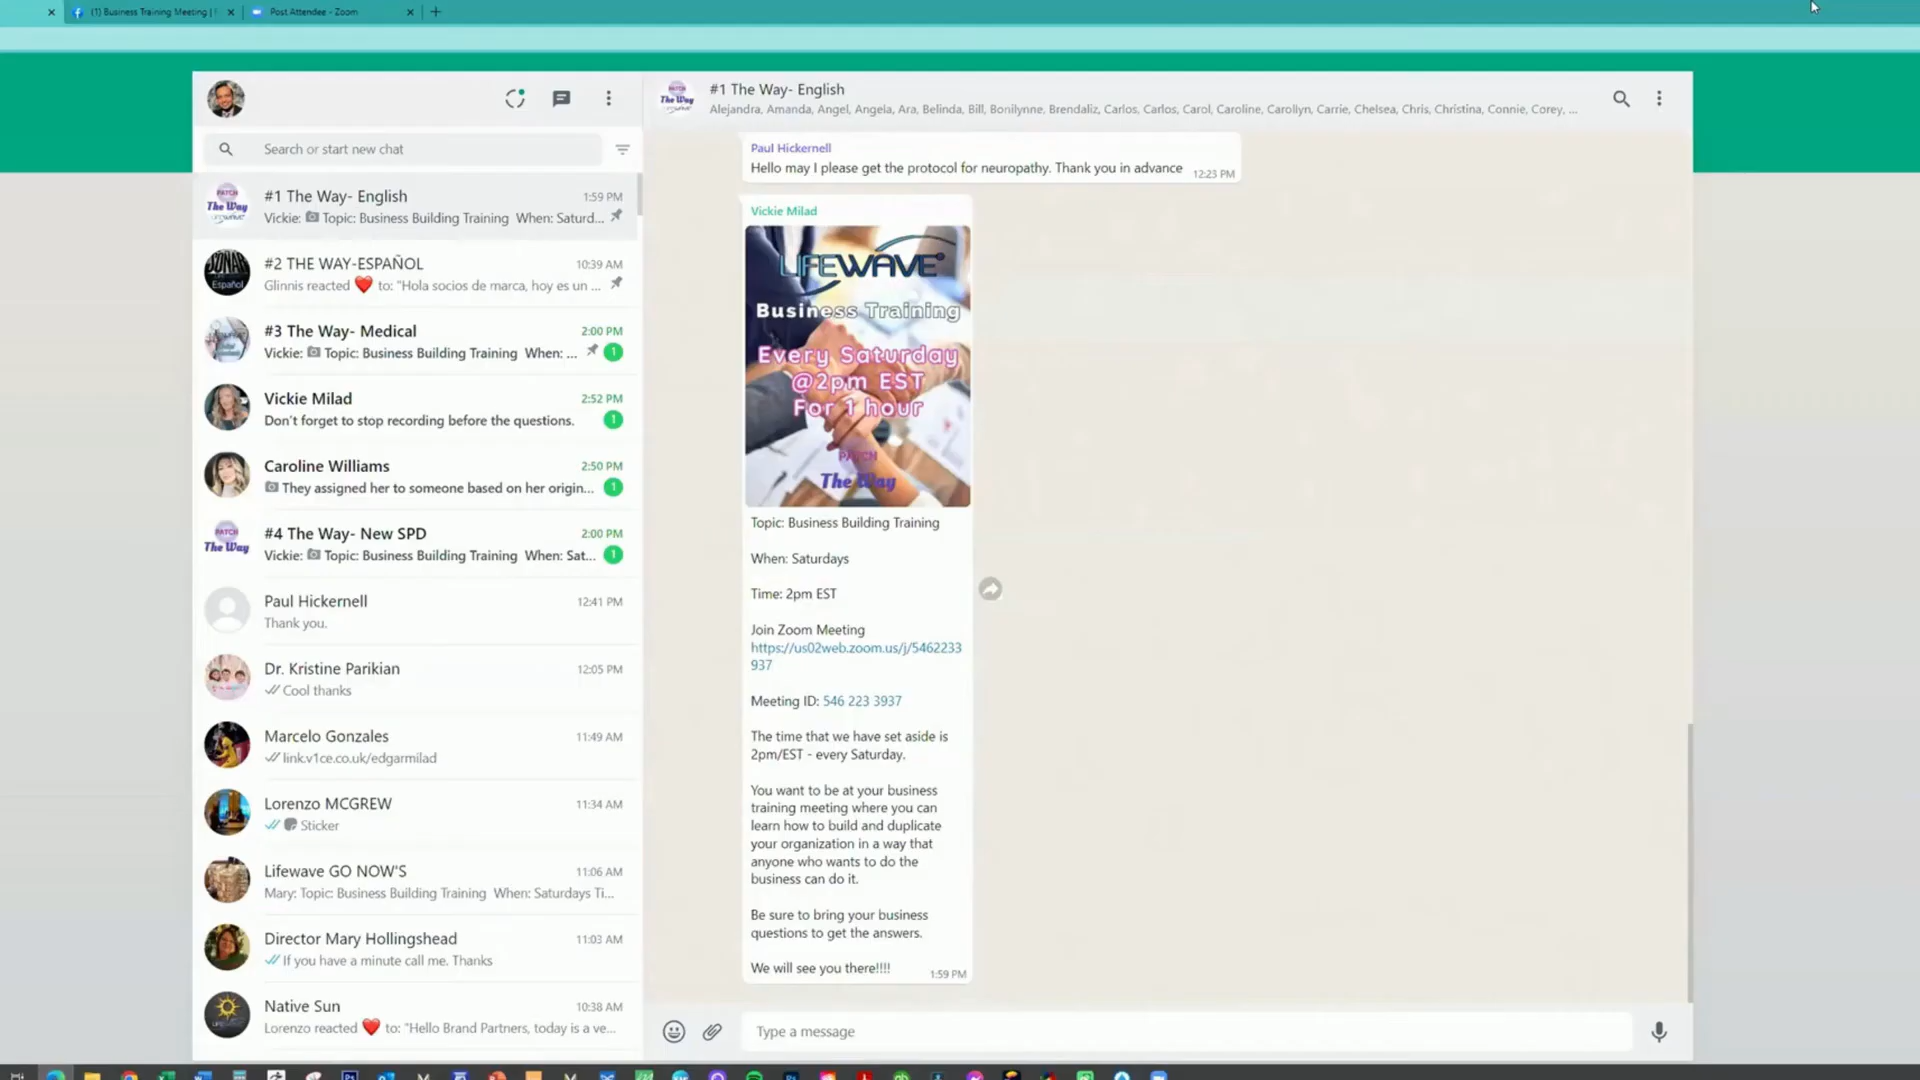 (1) Business Training Meeting |
Post Attendee - Zoom
Search or start new chat
#1 The Way- English
1:59 PM
Vickie: Topic: Business Building Training When: Saturd...
#2 THE WAY-ESPAÑOL
10:39 AM
Glinnis reacted ❤️ to: "Hola socios de marca, hoy es un ...
#3 The Way- Medical
2:00 PM
Vickie: Topic: Business Building Training When: ...
1
Vickie Milad
2:52 PM
Don't forget to stop recording before the questions.
1
Caroline Williams
2:50 PM
They assigned her to someone based on her origin...
1
#4 The Way- New SPD
2:00 PM
Vickie: Topic: Business Building Training When: Sat...
1
Paul Hickernell
12:41 PM
Thank you.
Dr. Kristine Parikian
12:05 PM
Cool thanks
Marcelo Gonzales
11:49 AM
link.v1ce.co.uk/edgarmilad
Lorenzo MCGREW
11:34 AM
Sticker
Lifewave GO NOW'S
11:06 AM
Mary: Topic: Business Building Training When: Saturdays Ti...
Director Mary Hollingshead
11:03 AM
If you have a minute call me. Thanks
Native Sun
10:38 AM
Lorenzo reacted ❤️ to: "Hello Brand Partners, today is a ve...
PATCH
The Way
Español
PATCH
The Way
The Way
#1 The Way- English
Alejandra, Amanda, Angel, Angela, Ara, Belinda, Bill, Bonilynne, Brendaliz, Carlos, Carlos, Carol, Caroline, Carollyn, Carrie, Chelsea, Chris, Christina, Connie, Corey, ...
Paul Hickernell
Hello may I please get the protocol for neuropathy. Thank you in advance
12:23 PM
Vickie Milad
LIFEWAVE
Business Training
Every Saturday
@2pm EST
For 1 hour
PATCH
The Way
Topic: Business Building Training
When: Saturdays
Time: 2pm EST
Join Zoom Meeting
https://us02web.zoom.us/j/5462233
937
Meeting ID: 546 223 3937
The time that we have set aside is
2pm/EST - every Saturday.
You want to be at your business
training meeting where you can
learn how to build and duplicate
your organization in a way that
anyone who wants to do the
business can do it.
Be sure to bring your business
questions to get the answers.
We will see you there!!!!
1:59 PM
Type a message